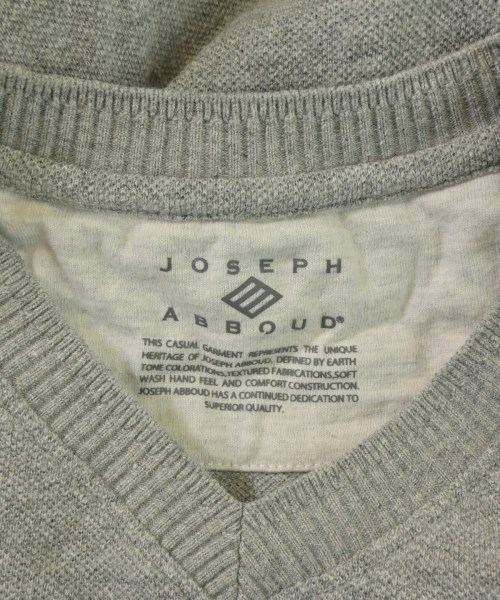 JOSEPH
ABBOUD®
THIS CASUAL GARMENT REPRESENTS THE UNIQUE
HERITAGE OF JOSEPH ABBOUD, DEFINED BY EARTH
TONE COLORATIONS,TEXTURED FABRICATIONS,SOFT
WASH HAND FEEL AND COMFORT CONSTRUCTION.
JOSEPH ABBOUD HAS A CONTINUED DEDICATION TO
SUPERIOR QUALITY.